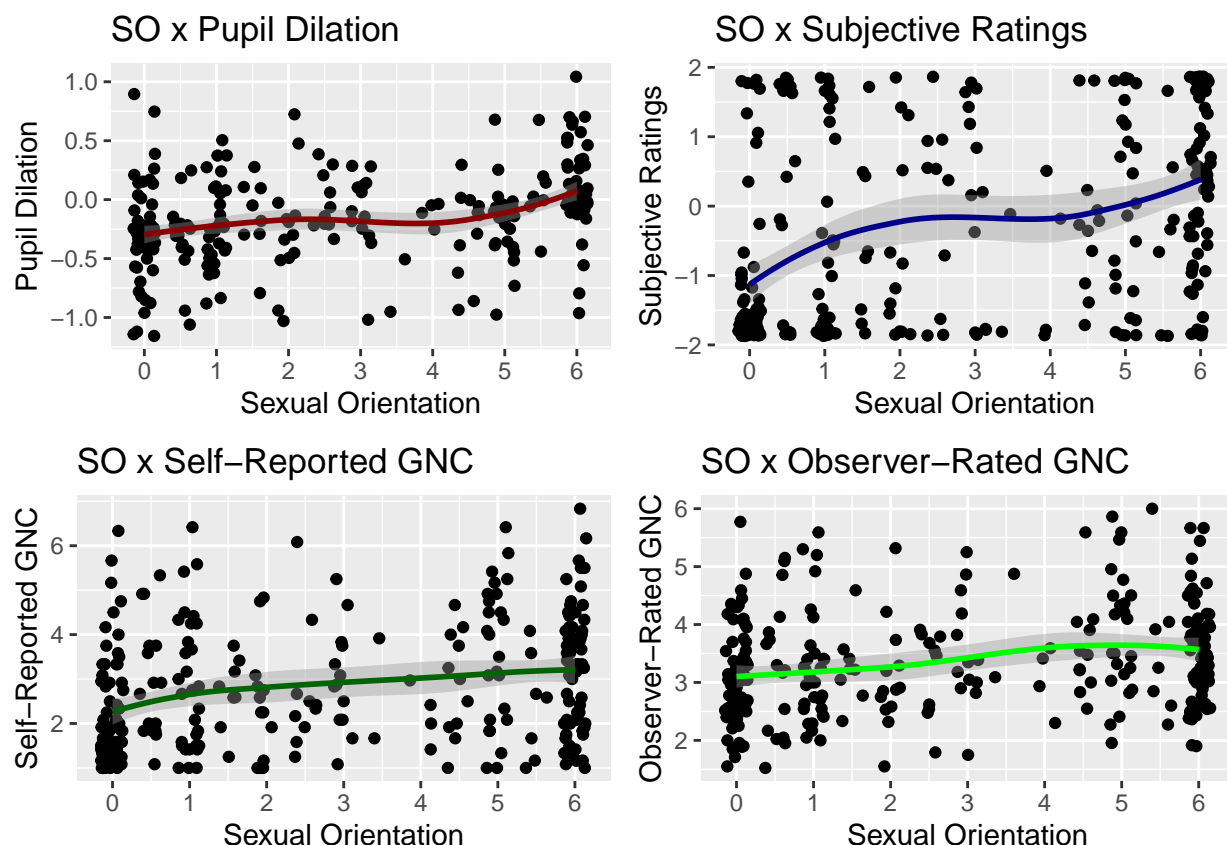 SO x Pupil Dilation
1.0
0.5
0.0
−0.5
−1.0
Pupil Dilation
0 1 2 3 4 5 6
Sexual Orientation
SO x Subjective Ratings
2
1
0
−1
−2
Subjective Ratings
0 1 2 3 4 5 6
Sexual Orientation
SO x Self−Reported GNC
6
4
2
Self−Reported GNC
0 1 2 3 4 5 6
Sexual Orientation
SO x Observer−Rated GNC
6
5
4
3
2
Observer−Rated GNC
0 1 2 3 4 5 6
Sexual Orientation